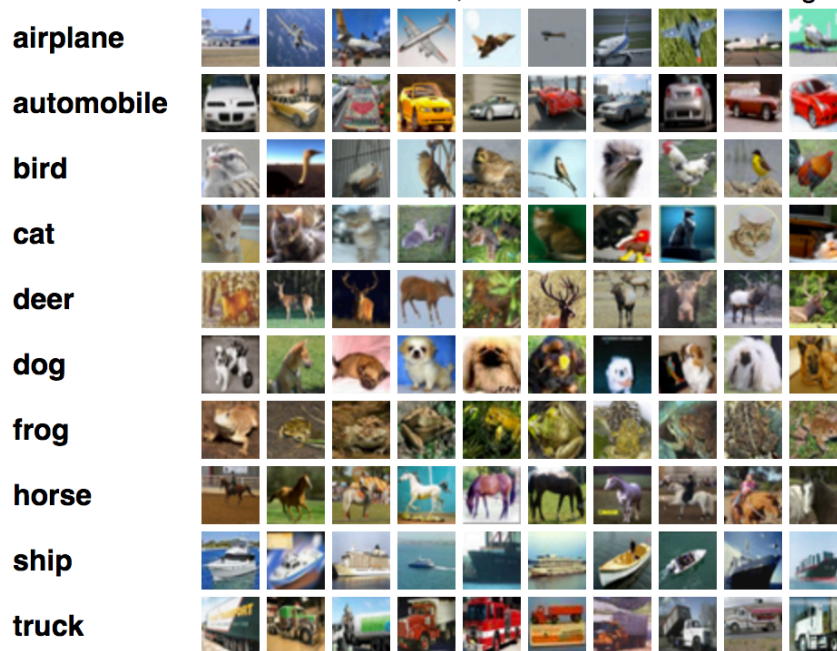 airplane
automobile
bird
cat
deer
dog
frog
horse
ship
truck